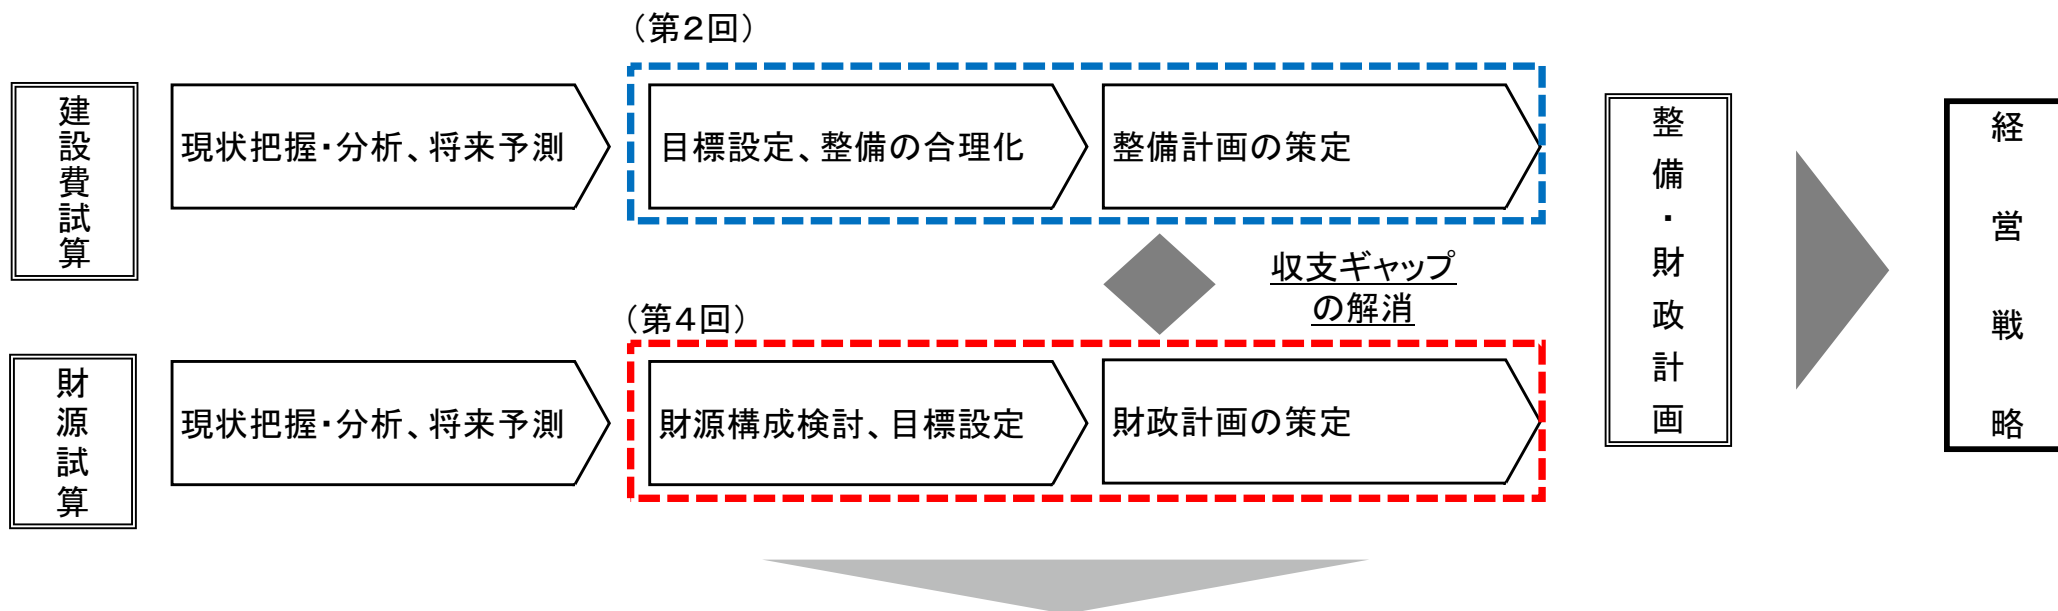 （第2回）
建設費試算
現状把握・分析、将来予測
目標設定、整備の合理化
整備計画の策定
収支ギャップ
の解消
（第4回）
財源試算
現状把握・分析、将来予測
財源構成検討、目標設定
財政計画の策定
整備・財政計画
経営戦略